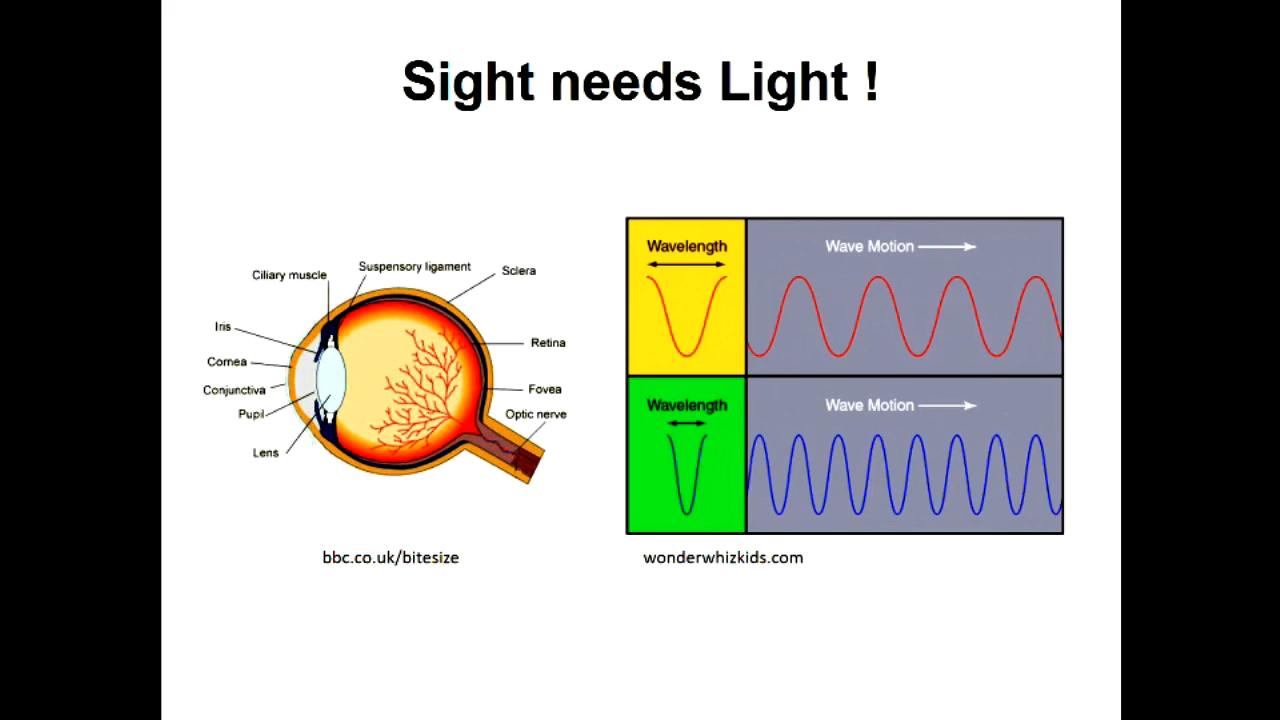 Sight needs Light !
Ciliary muscle
Suspensory ligament
Sclera
Iris
Cornea
Conjunctiva
Pupil
Lens
Retina
Fovea
Optic nerve
bbc.co.uk/bitesize
Wavelength
Wave Motion
Wavelength
Wave Motion
wonderwhizkids.com